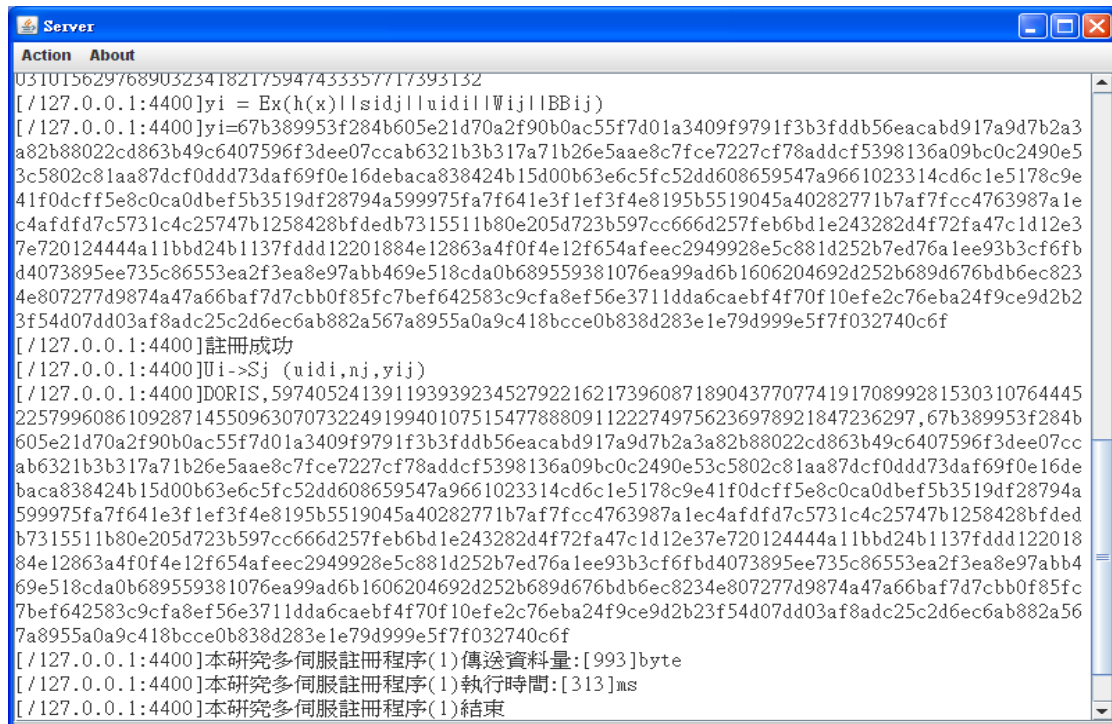 Server
Action About
03101562976890323418217594743335771739 3132
[/127.0.0.1:4400]yi = Ex(h(x)||sidj||uidi||Wij||BBij)
[/127.0.0.1:4400]yi=67b389953f284b605e21d70a2f90b0ac55f7d01a3409f9791f3b3fddb56eacabd917a9d7b2a3
a82b88022cd863b49c6407596f3dee07ccab6321b3b317a71b26e5aae8c7fce7227cf78addcf5398136a09bc0c2490e5
3c5802c81aa87dcf0ddd73daf69f0e16debaca838424b15d00b63e6c5fc52dd608659547a9661023314cd6c1e5178c9e
41f0dcff5e8c0ca0dbef5b3519df28794a599975fa7f641e3f1ef3f4e8195b5519045a40282771b7af7fcc4763987a1e
c4afdfd7c5731c4c25747b1258428bfdedb7315511b80e205d723b597cc666d257feb6bd1e243282d4f72fa47c1d12e3
7e720124444a11bbd24b1137fddd12201884e12863a4f0f4e12f654afeec2949928e5c881d252b7ed76a1ee93b3cf6fb
d4073895ee735c86553ea2f3ea8e97abb469e518cda0b689559381076ea99ad6b1606204692d252b689d676bdb6ec823
4e807277d9874a47a66baf7d7cbb0f85fc7bef642583c9cfa8ef56e3711dda6caebf4f70f10efe2c76eba24f9ce9d2b2
3f54d07dd03af8adc25c2d6ec6ab882a567a8955a0a9c418bcce0b838d283e1e79d999e5f7f032740c6f
[/127.0.0.1:4400]註冊成功
[/127.0.0.1:4400]Ui->Sj (uidi,nj,yij)
[/127.0.0.1:4400]DORIS,5974052413911939392345279221621739608718904377077419170899281530310764445
2257996086109287145509630707322491994010751547788809112227497562369789218472362 97,67b389953f284b
605e21d70a2f90b0ac55f7d01a3409f9791f3b3fddb56eacabd917a9d7b2a3a82b88022cd863b49c6407596f3dee07cc
ab6321b3b317a71b26e5aae8c7fce7227cf78addcf5398136a09bc0c2490e53c5802c81aa87dcf0ddd73daf69f0e16de
baca838424b15d00b63e6c5fc52dd608659547a9661023314cd6c1e5178c9e41f0dcff5e8c0ca0dbef5b3519df28794a
599975fa7f641e3f1ef3f4e8195b5519045a40282771b7af7fcc4763987a1ec4afdfd7c5731c4c25747b1258428bfded
b7315511b80e205d723b597cc666d257feb6bd1e243282d4f72fa47c1d12e37e720124444a11bbd24b1137fddd122018
84e12863a4f0f4e12f654afeec2949928e5c881d252b7ed76a1ee93b3cf6fbd4073895ee735c86553ea2f3ea8e97abb4
69e518cda0b689559381076ea99ad6b1606204692d252b689d676bdb6ec8234e807277d9874a47a66baf7d7cbb0f85fc
7bef642583c9cfa8ef56e3711dda6caebf4f70f10efe2c76eba24f9ce9d2b23f54d07dd03af8adc25c2d6ec6ab882a56
7a8955a0a9c418bcce0b838d283e1e79d999e5f7f032740c6f
[/127.0.0.1:4400]本研究多伺服註冊程序(1)傳送資料量:[993]byte
[/127.0.0.1:4400]本研究多伺服註冊程序(1)執行時間:[313]ms
[/127.0.0.1:4400]本研究多伺服註冊程序(1)結束